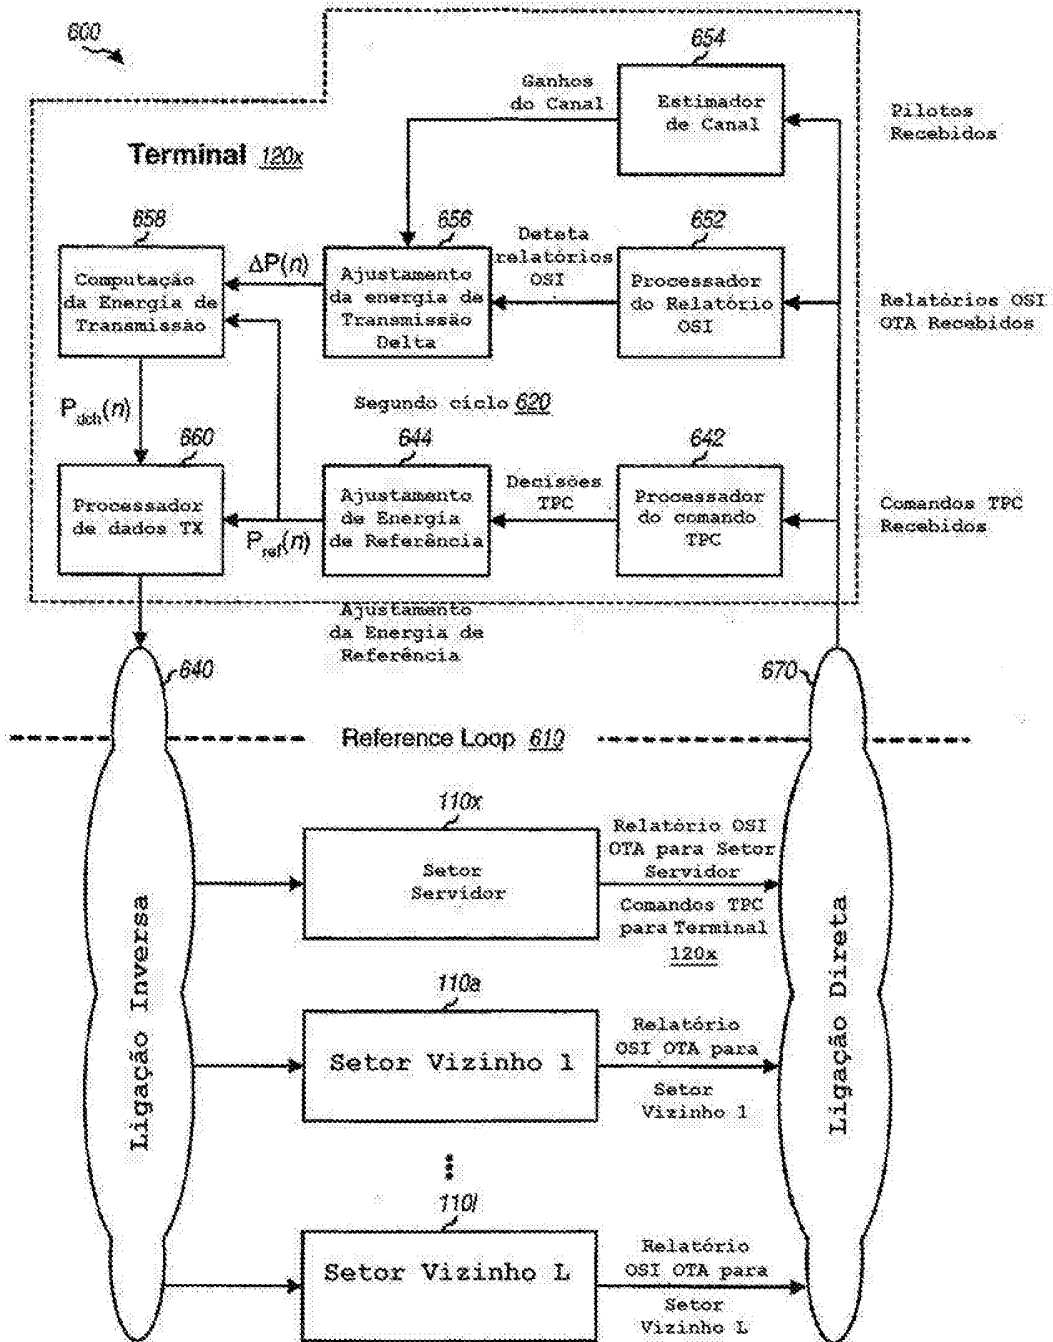 600
654
Ganhos
do Canal
Estimador
de Canal
Pilotos
Recebidos
Terminal 120x
658
656
652
Deteta
relatórios
OSI
Computação
da Energia de
Transmissão
ΔP(n)
Ajustamento
da energia de
Transmissão
Delta
Processador
do Relatório
OSI
Relatórios OSI
OTA Recebidos
Segundo ciclo 620
P_dch(n)
660
644
642
Processador
de dados TX
P_ref(n)
Ajustamento
de Energia
de Referência
Decisões
TPC
Processador
do comando
TPC
Comandos TPC
Recebidos
Ajustamento
da Energia de
Referência
640
670
Reference Loop 610
110x
Setor
Servidor
Relatório OSI
OTA para Setor
Servidor
Comandos TPC
para Terminal
120x
Ligação Inversa
Ligação Direta
110a
Setor Vizinho 1
Relatório
OSI OTA para
Setor
Vizinho 1
110l
Setor Vizinho L
Relatório
OSI OTA para
Setor
Vizinho L